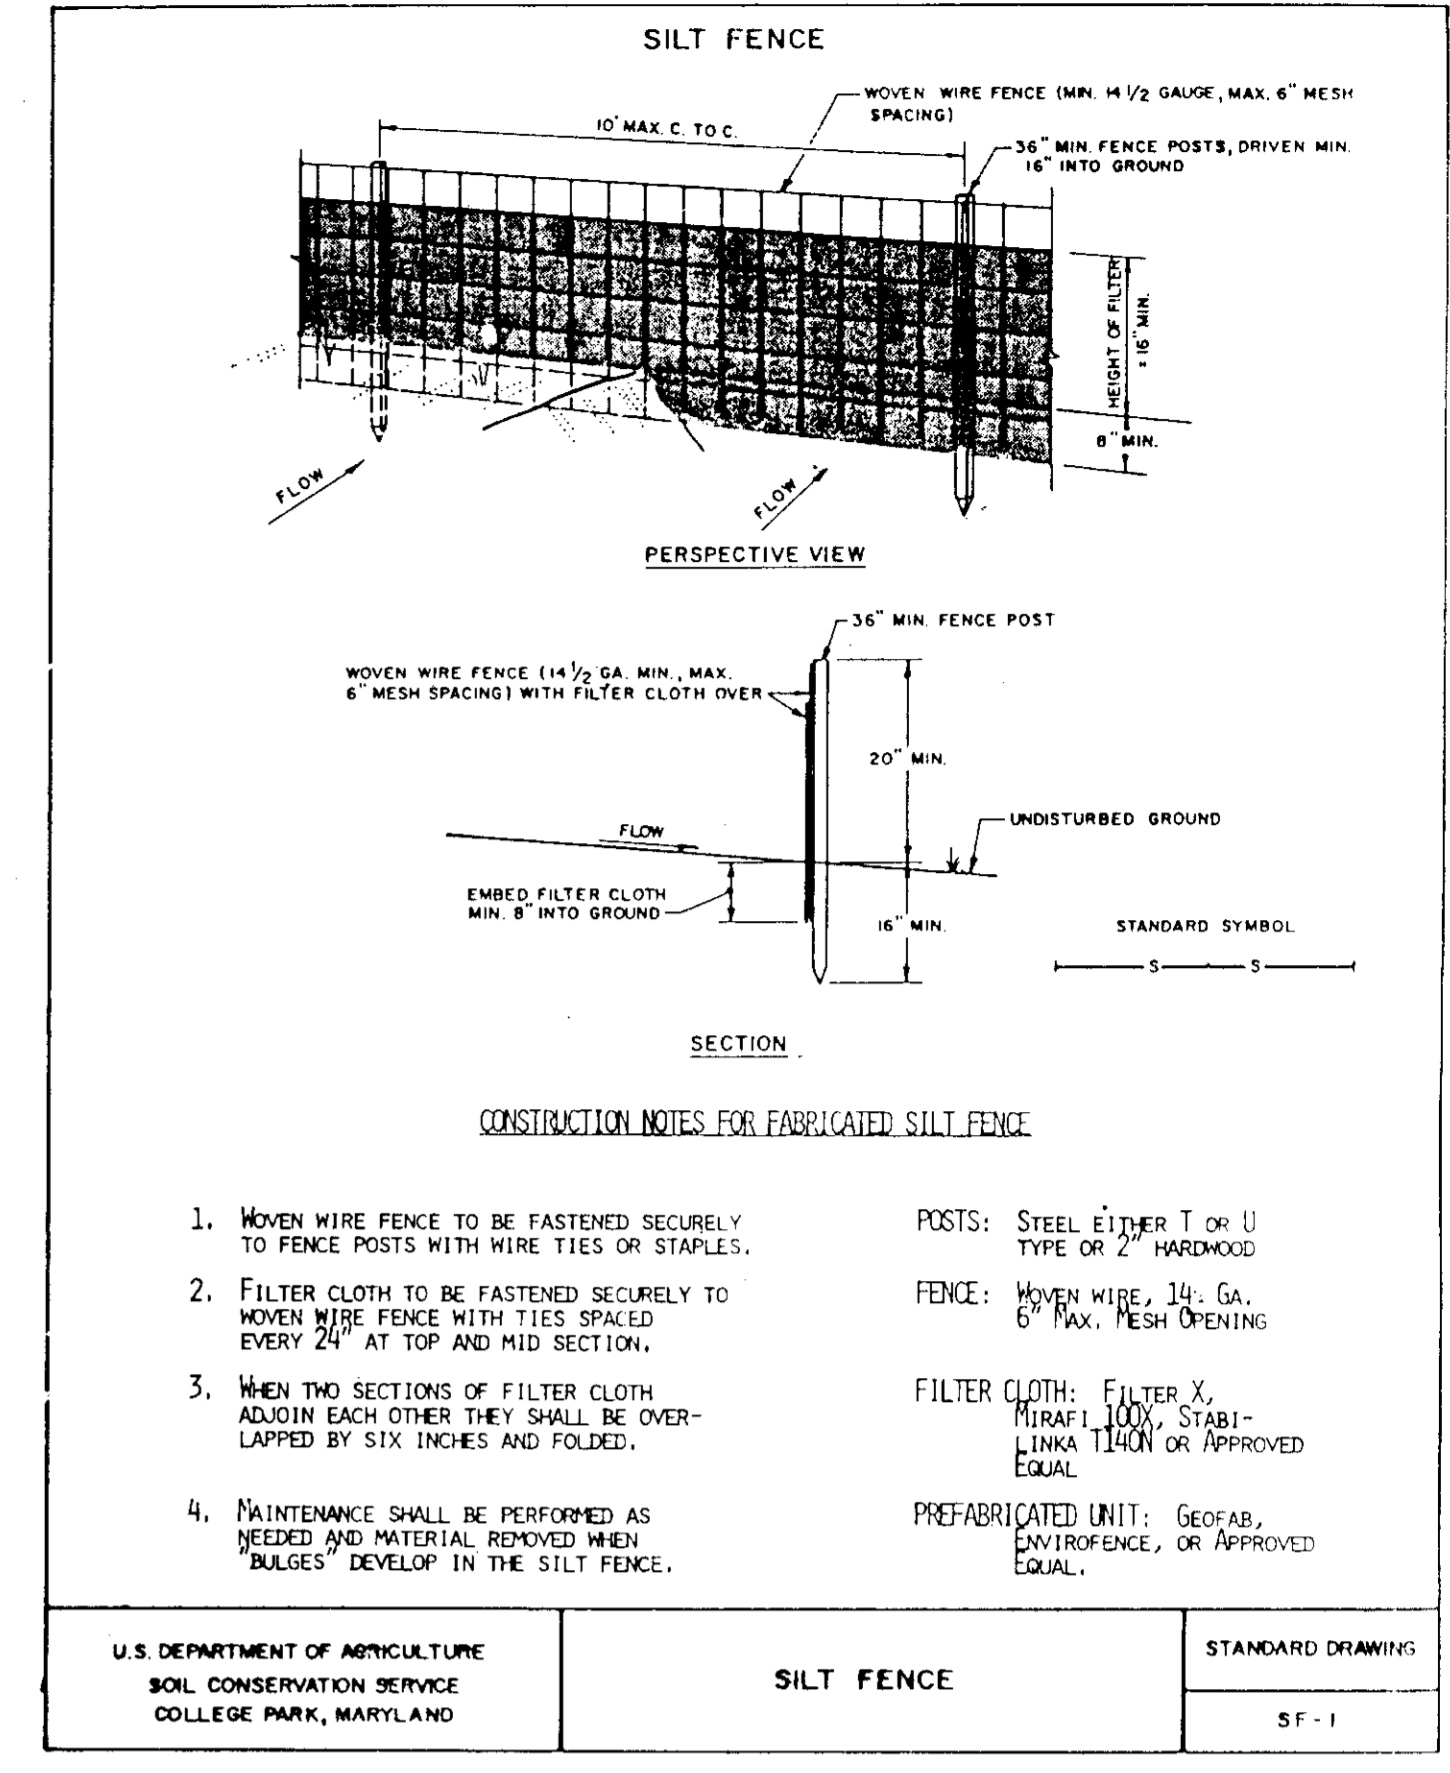 SILT FENCE
WOVEN WIRE FENCE (MIN. 14 1/2 GAUGE, MAX. 6" MESH
SPACING)
10' MAX. C. TO C.
36" MIN. FENCE POSTS, DRIVEN MIN.
16" INTO GROUND
HEIGHT OF FILTER
= 16" MIN.
8" MIN.
FLOW
FLOW
PERSPECTIVE VIEW
36" MIN. FENCE POST
WOVEN WIRE FENCE (14 1/2 GA. MIN., MAX.
6" MESH SPACING) WITH FILTER CLOTH OVER
20" MIN.
UNDISTURBED GROUND
FLOW
EMBED FILTER CLOTH
MIN. 8" INTO GROUND
16" MIN.
STANDARD SYMBOL
S S
SECTION
CONSTRUCTION NOTES FOR FABRICATED SILT FENCE
1. WOVEN WIRE FENCE TO BE FASTENED SECURELY
TO FENCE POSTS WITH WIRE TIES OR STAPLES.
2. FILTER CLOTH TO BE FASTENED SECURELY TO
WOVEN WIRE FENCE WITH TIES SPACED
EVERY 24" AT TOP AND MID SECTION.
3. WHEN TWO SECTIONS OF FILTER CLOTH
ADJOIN EACH OTHER THEY SHALL BE OVER-
LAPPED BY SIX INCHES AND FOLDED.
4. MAINTENANCE SHALL BE PERFORMED AS
NEEDED AND MATERIAL REMOVED WHEN
"BULGES" DEVELOP IN THE SILT FENCE.
POSTS: STEEL EITHER T OR U
TYPE OR 2" HARDWOOD
FENCE: WOVEN WIRE, GA.
6" MAX. MESH OPENING
FILTER CLOTH: FILTER X,
MIRAFI 100X, STABI-
LINKA T140N OR APPROVED
EQUAL
PREFABRICATED UNIT: GEOFAB,
ENVIROFENCE, OR APPROVED
EQUAL.
U.S. DEPARTMENT OF AGRICULTURE
SOIL CONSERVATION SERVICE
COLLEGE PARK, MARYLAND
SILT FENCE
STANDARD DRAWING
SF-1